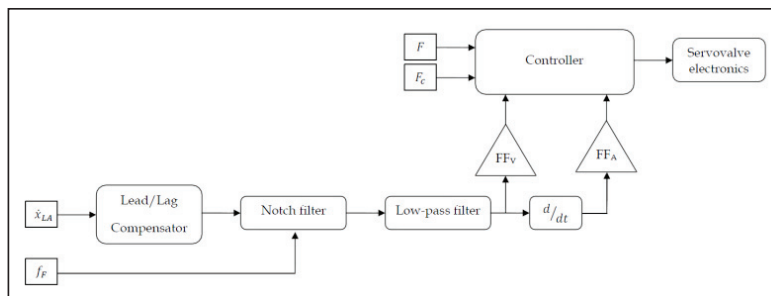 F
F_c
Controller
Servovalve
electronics
FF_V
FF_A
ẋ_LA
Lead/Lag
Compensator
Notch filter
Low-pass filter
d/dt
f_F